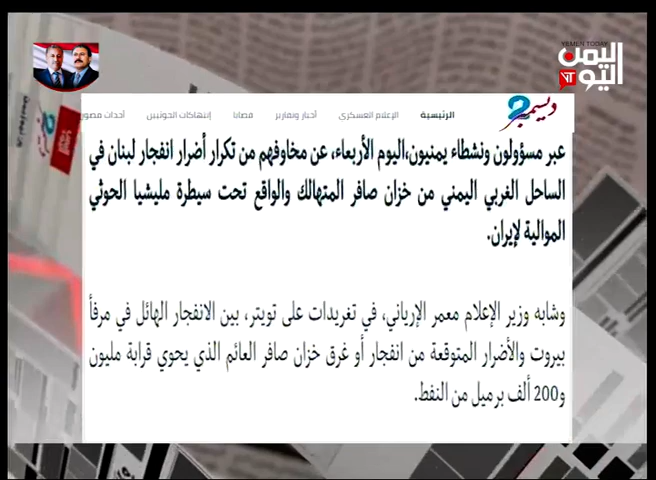 YEMEN TODAY
اليمن
اليوم
2 ديسمبر
الرئيسية الإعلام العسكري أخبار وتقارير قضايا إنتهاكات الحوثيين أحداث مصورة
عبر مسؤولون ونشطاء يمنيون،اليوم الأربعاء، عن مخاوفهم من تكرار أضرار انفجار لبنان في
الساحل الغربي اليمني من خزان صافر المتهالك والواقع تحت سيطرة مليشيا الحوثي
الموالية لإيران.
وشابه وزير الإعلام معمر الإرياني، في تغريدات على تويتر، بين الانفجار الهائل في مرفأ
بيروت والأضرار المتوقعة من انفجار أو غرق خزان صافر العائم الذي يحوي قرابة مليون
و200 ألف برميل من النفط.